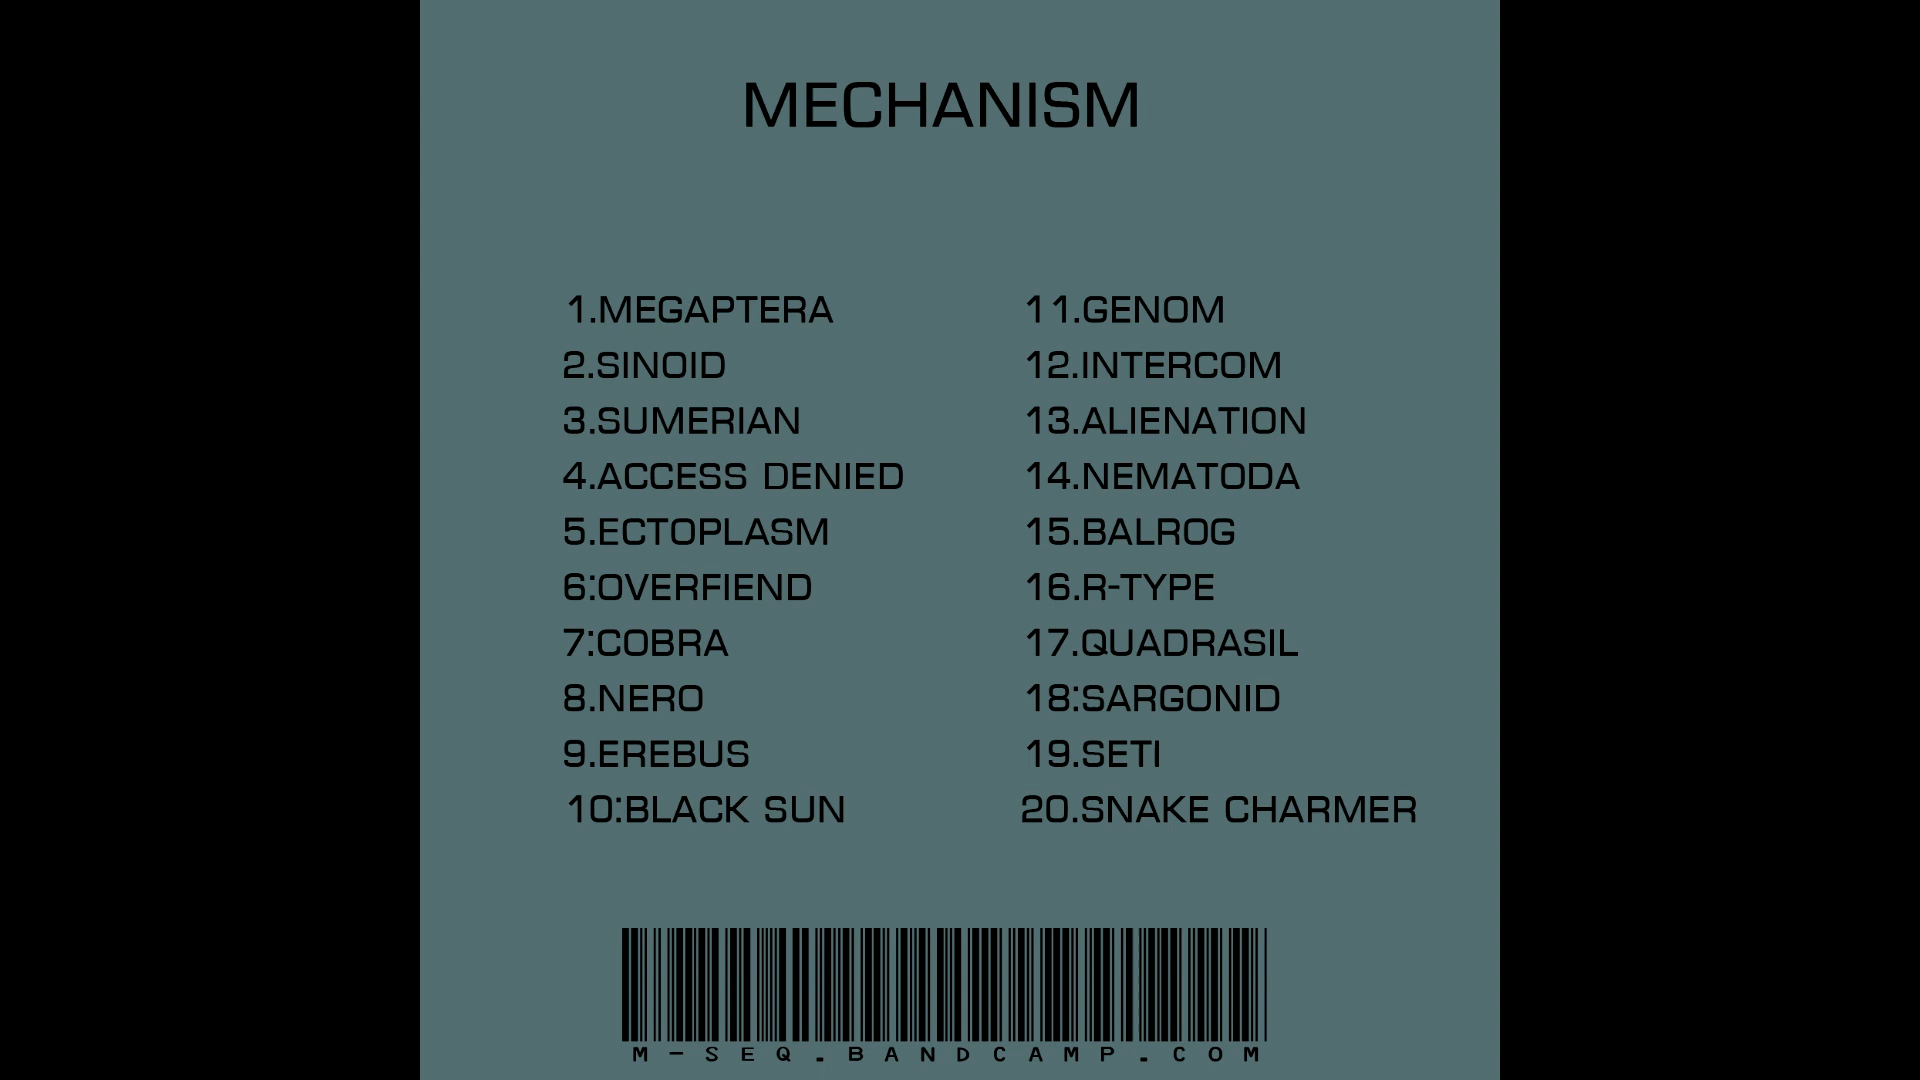 MECHANISM
1.MEGAPTERA
2.SINOID
3.SUMERIAN
4.ACCESS DENIED
5.ECTOPLASM
6:OVERFIEND
7:COBRA
8.NERO
9.EREBUS
10:BLACK SUN
11.GENOM
12.INTERCOM
13.ALIENATION
14.NEMATODA
15.BALROG
16.R-TYPE
17.QUADRASIL
18:SARGONID
19.SETI
20.SNAKE CHARMER
M-SEQ.BANDCAMP.COM